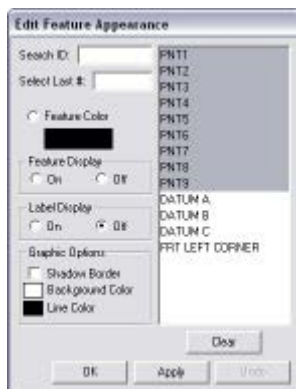 Edit Feature Appearance
Search ID:
Select Last #:
Feature Color
Feature Display
On Off
Label Display
On Off
Graphic Options
Shadow Border
Background Color
Line Color
PNT1
PNT2
PNT3
PNT4
PNT5
PNT6
PNT7
PNT8
PNT9
DATUM A
DATUM B
DATUM C
FRT LEFT CORNER
Clear
OK Apply Undo